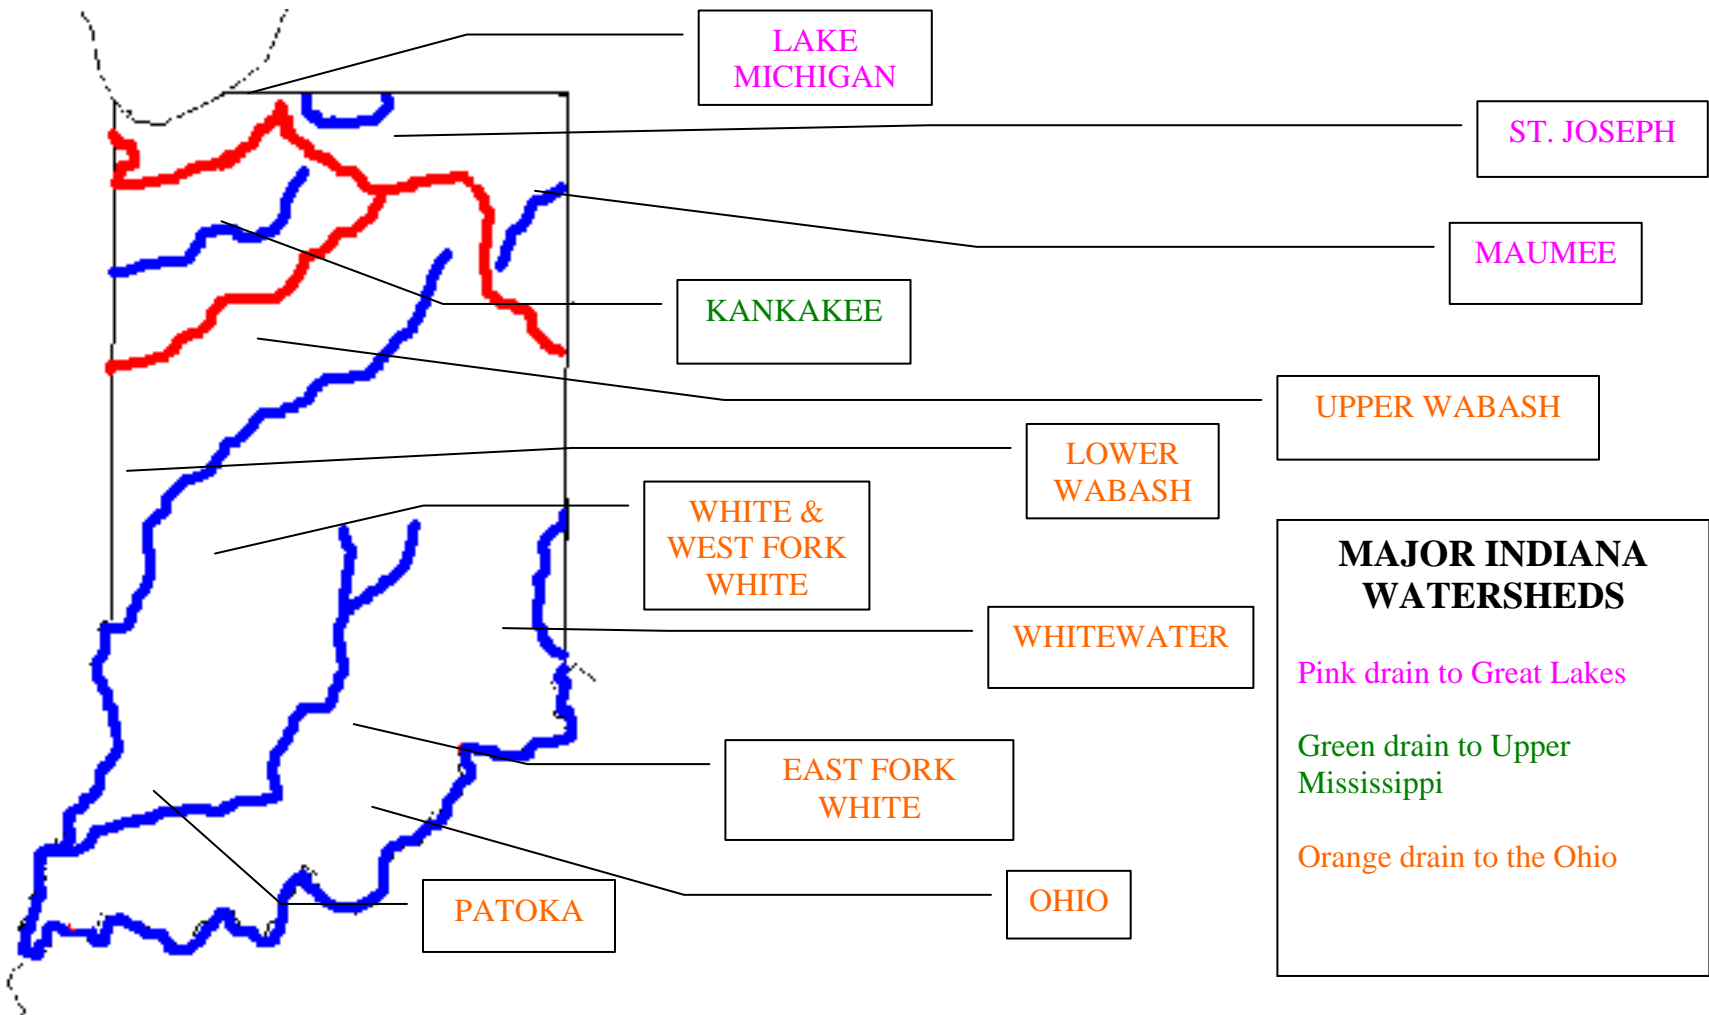 LAKE
MICHIGAN
ST. JOSEPH
MAUMEE
KANKAKEE
UPPER WABASH
LOWER
WABASH
WHITE &
WEST FORK
WHITE
WHITEWATER
EAST FORK
WHITE
OHIO
PATOKA
MAJOR INDIANA
WATERSHEDS
Pink drain to Great Lakes
Green drain to Upper
Mississippi
Orange drain to the Ohio